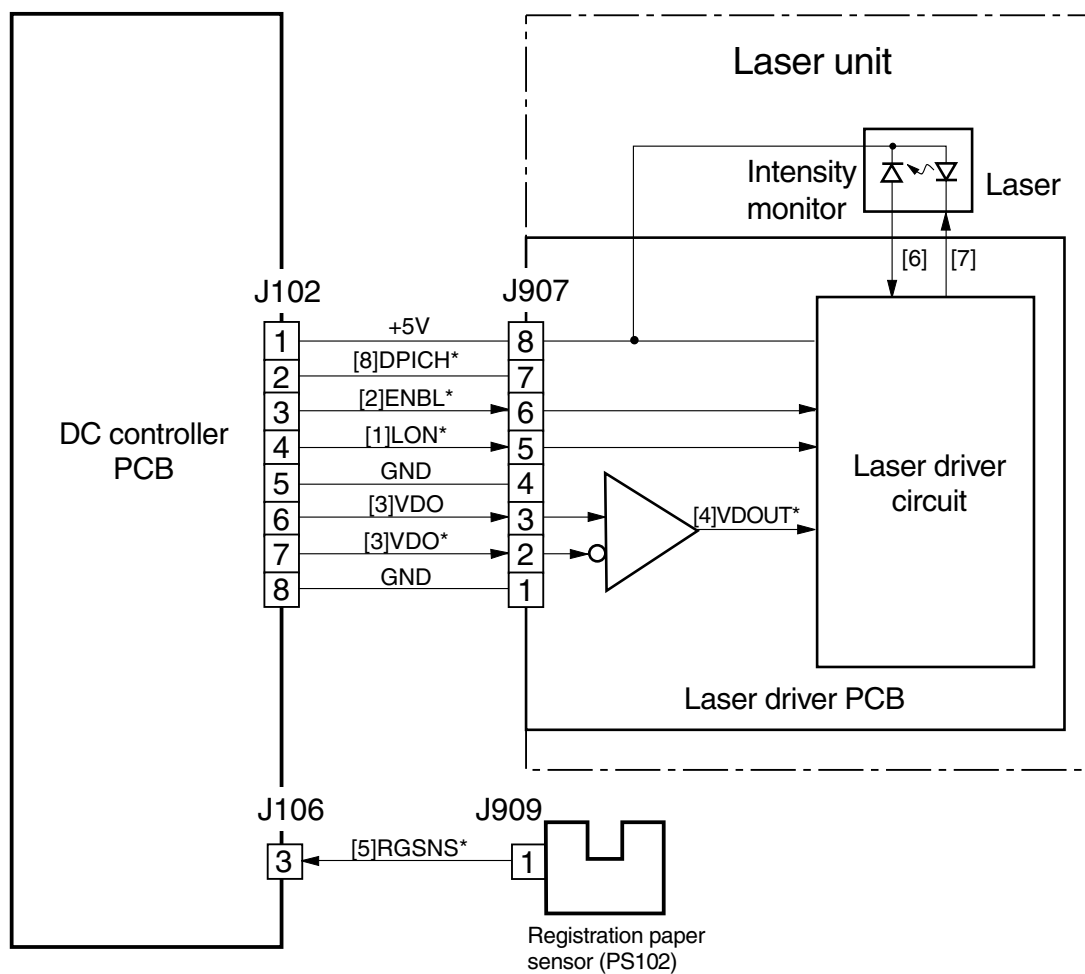 Laser unit
Intensity
monitor
Laser
[6]
[7]
J102
J907
1
+5V
8
2
[8]DPICH*
7
3
[2]ENBL*
6
4
[1]LON*
5
5
GND
4
6
[3]VDO
3
7
[3]VDO*
2
8
GND
1
DC controller
PCB
[4]VDOUT*
Laser driver
circuit
Laser driver PCB
J106
J909
3
[5]RGSNS*
1
Registration paper
sensor (PS102)